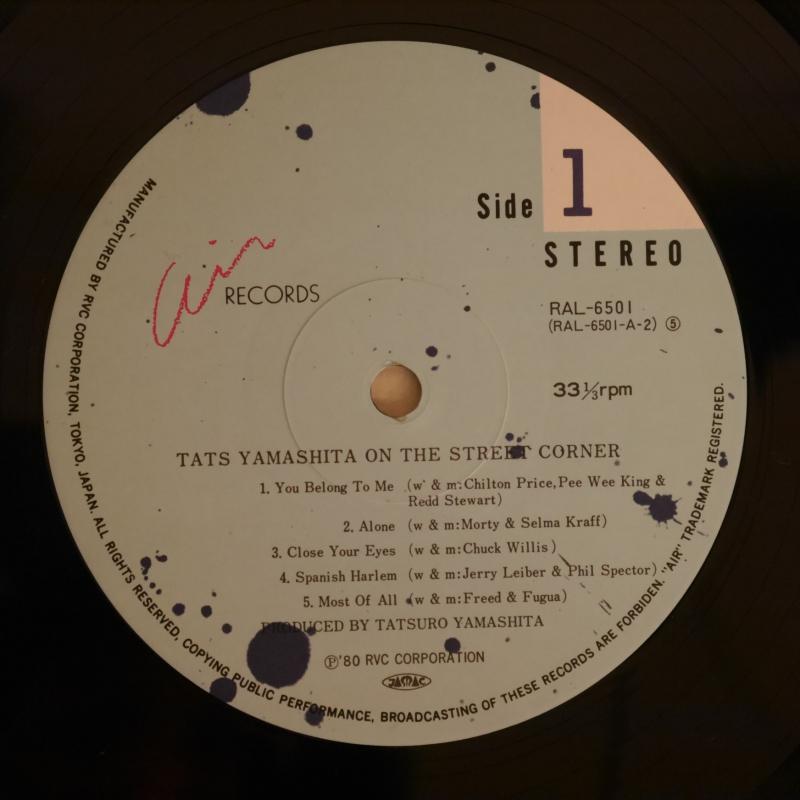 Side 1
STEREO
Air RECORDS
RAL-6501
(RAL-6501-A-2) ⑤
33⅓rpm
TATS YAMASHITA ON THE STREET CORNER
1. You Belong To Me (w & m:Chilton Price,Pee Wee King &
Redd Stewart)
2. Alone (w & m:Morty & Selma Kraff)
3. Close Your Eyes (w & m:Chuck Willis)
4. Spanish Harlem (w & m:Jerry Leiber & Phil Spector)
5. Most Of All (w & m:Freed & Fugua)
PRODUCED BY TATSURO YAMASHITA
Ⓟ'80 RVC CORPORATION
JASRAC
MANUFACTURED BY RVC CORPORATION, TOKYO, JAPAN. ALL RIGHTS RESERVED, COPYING PUBLIC PERFORMANCE, BROADCASTING OF THESE RECORDS ARE FORBIDEN. "AIR" TRADEMARK REGISTERED.